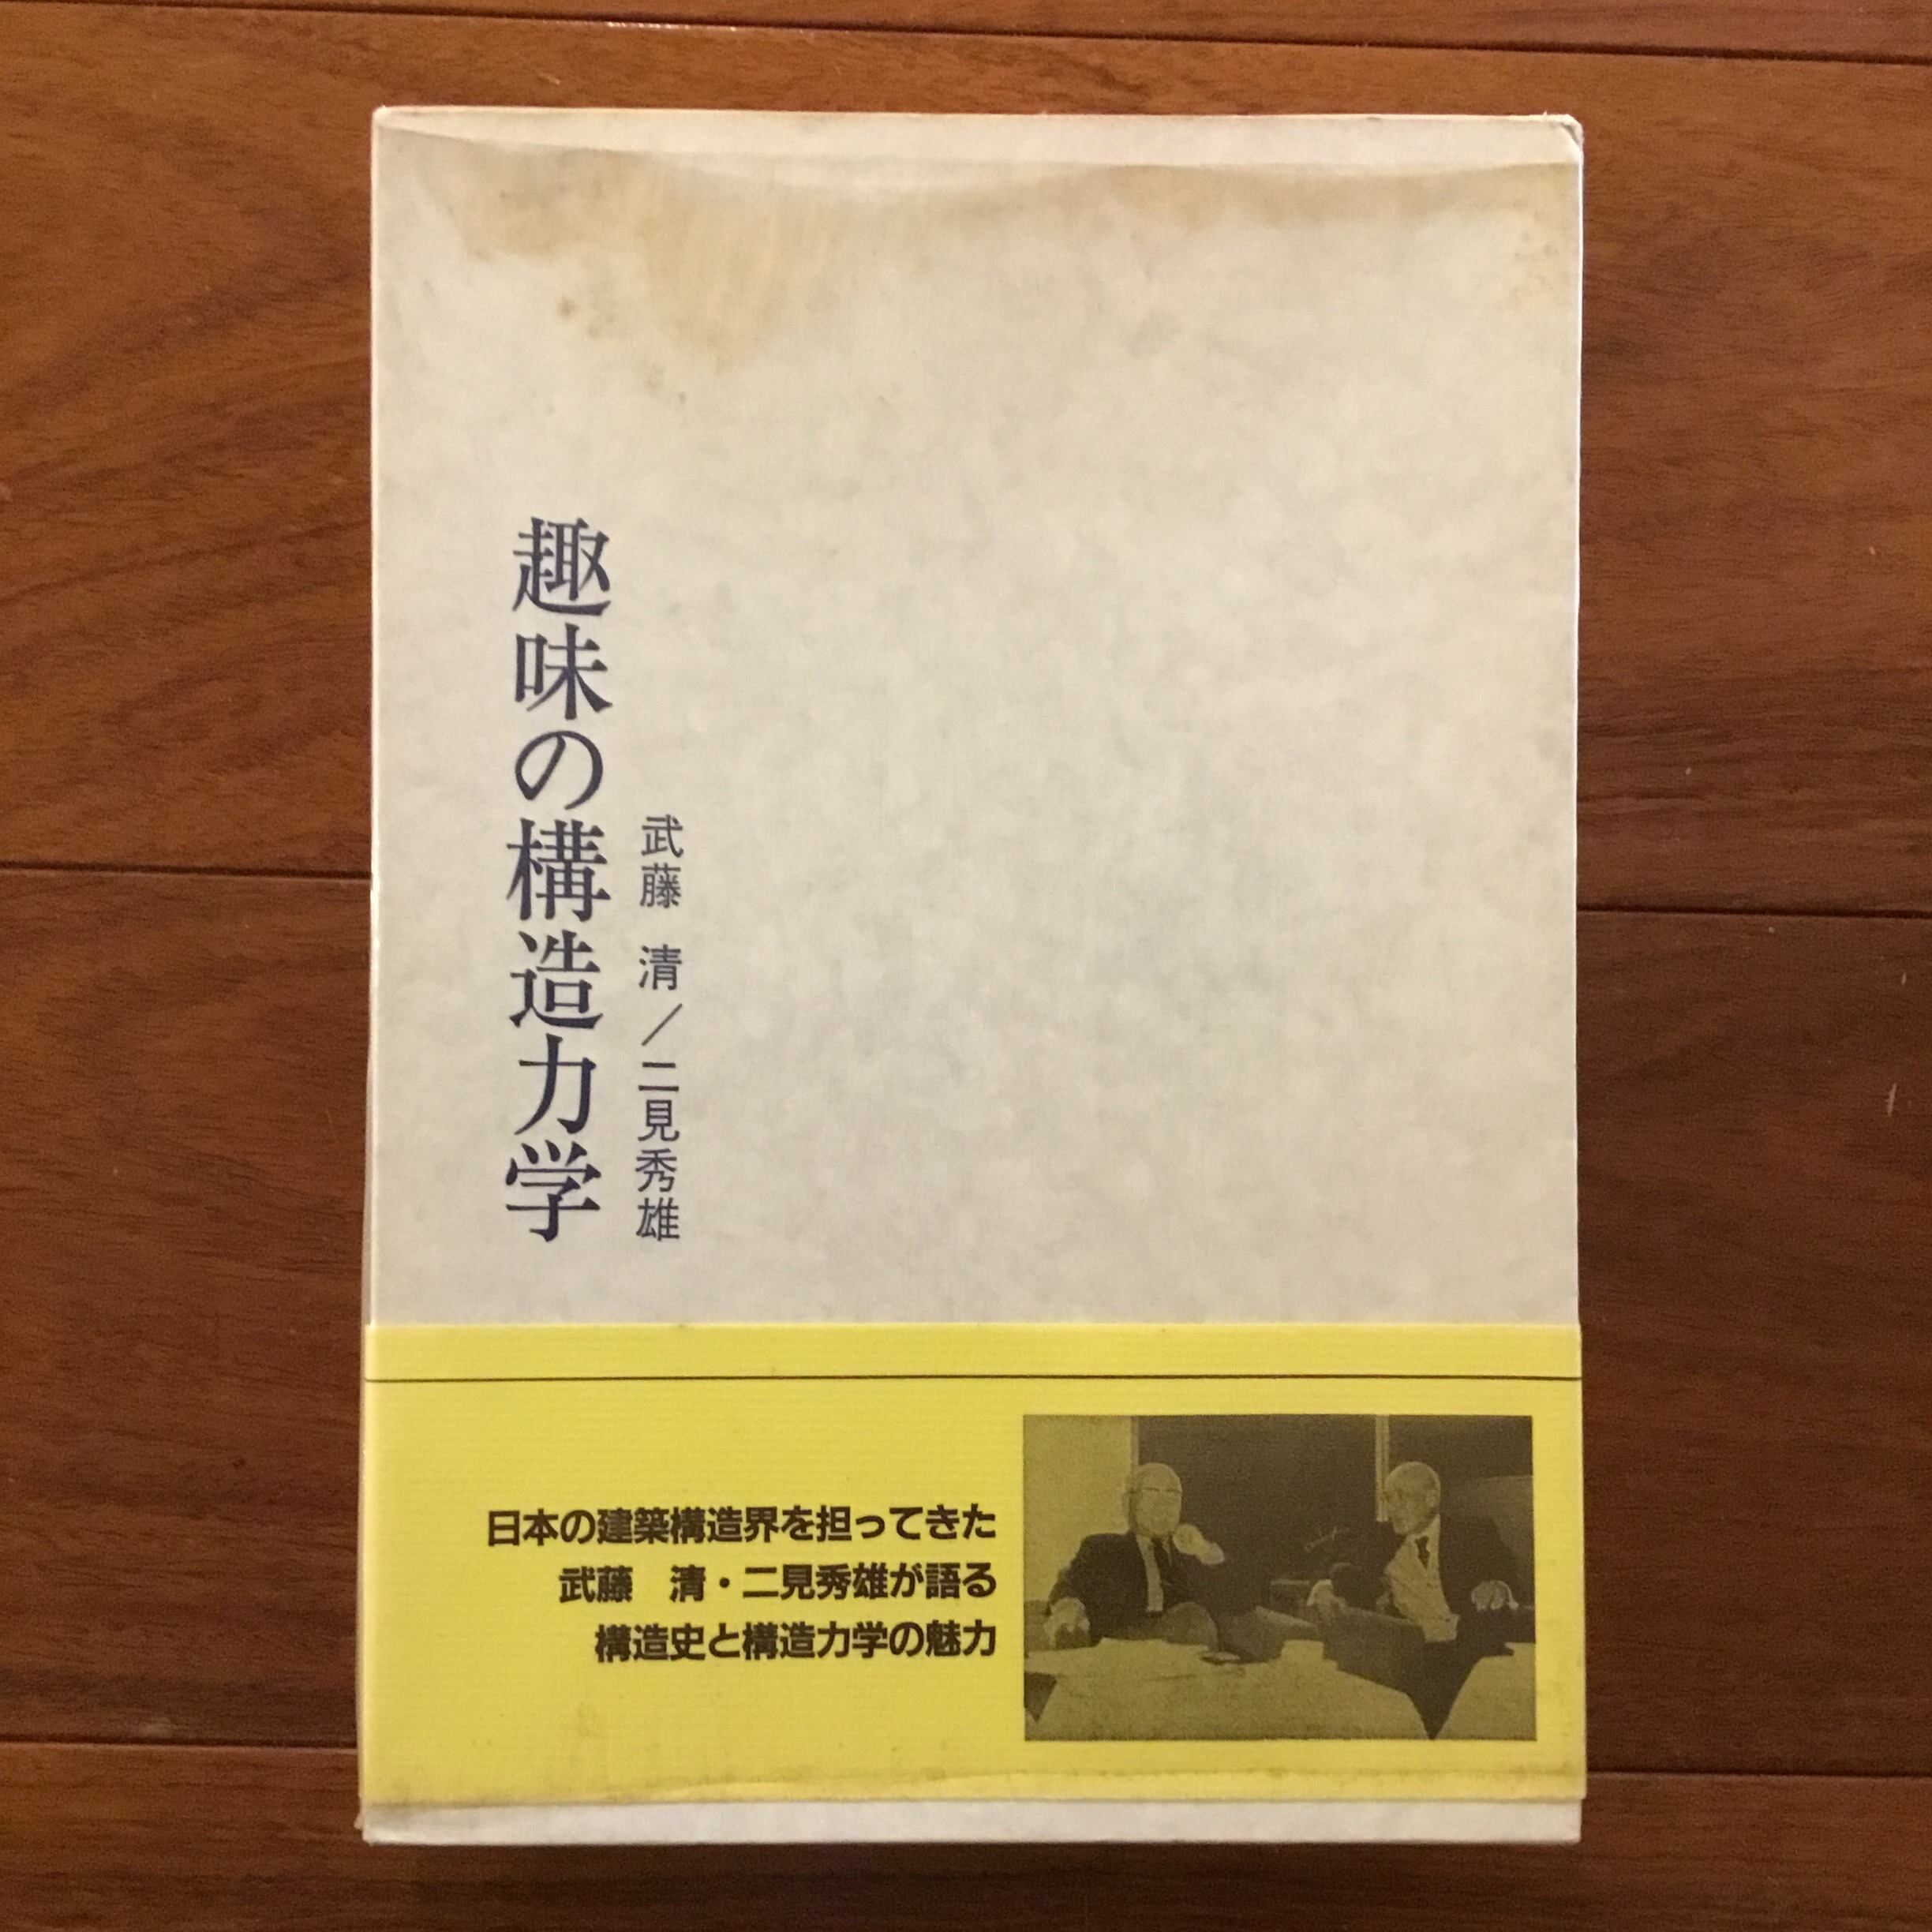 趣味の構造力学
武藤 清／二見秀雄
日本の建築構造界を担ってきた
武藤　清・二見秀雄が語る
構造史と構造力学の魅力